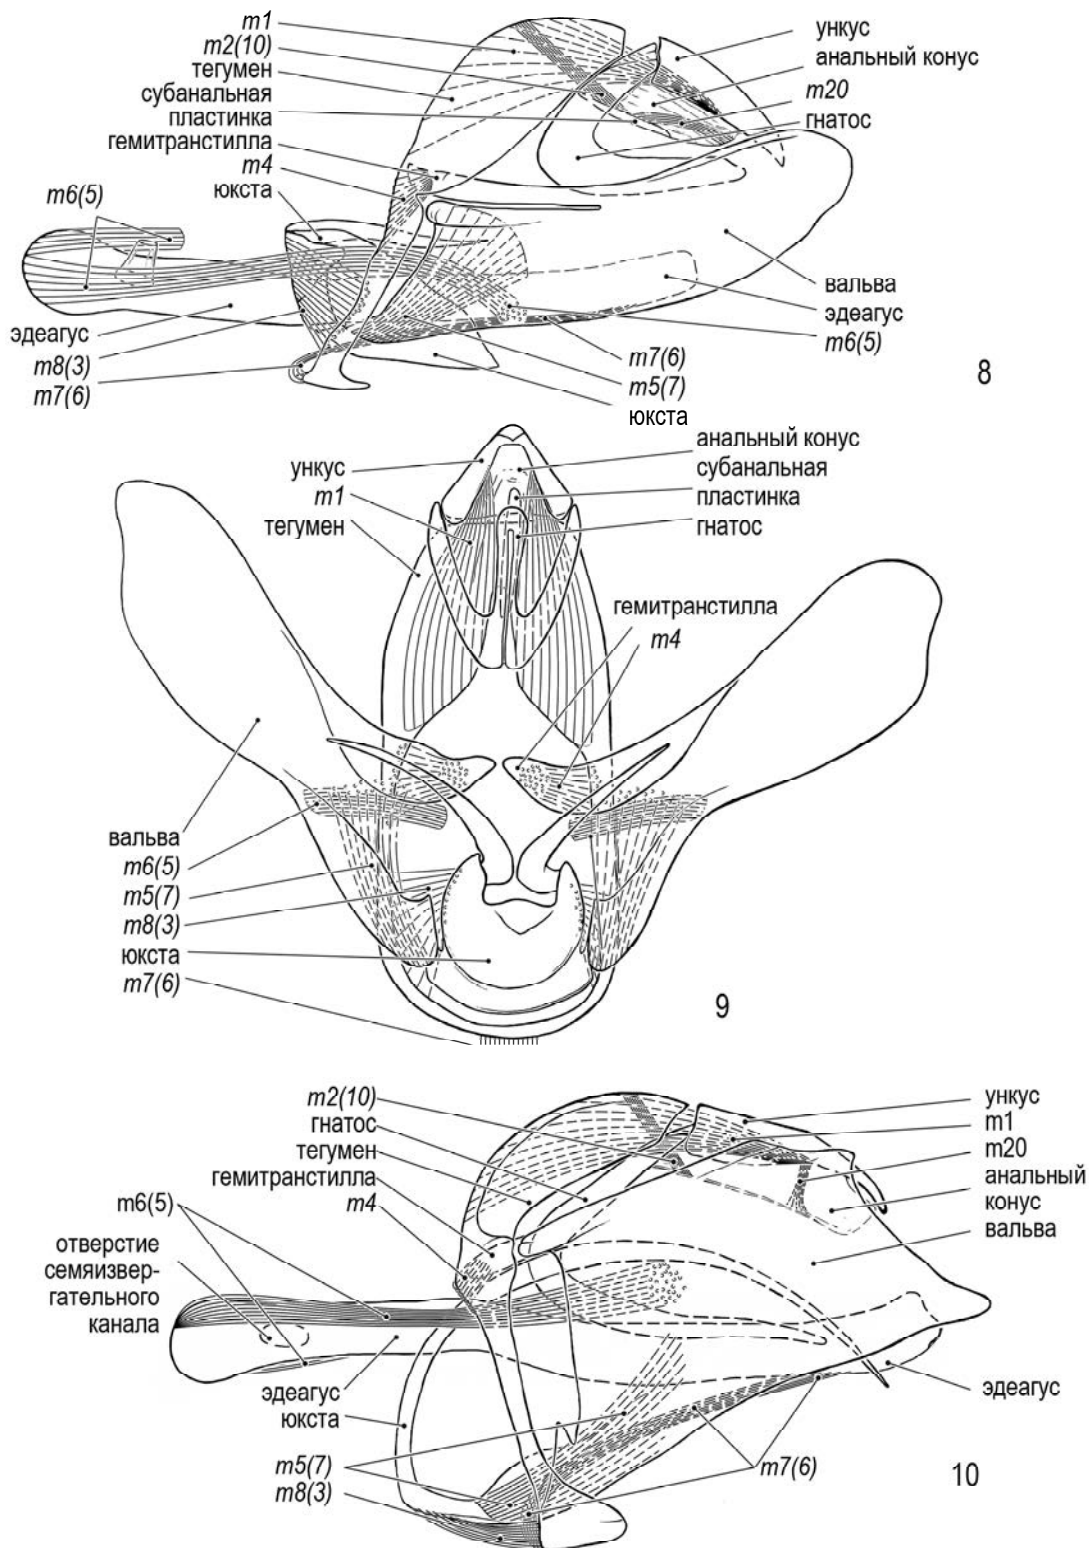 m1
m2(10)
тегумен
субанальная
пластинка
гемитранстилла
m4
юкста
m6(5)
эдеагус
m8(3)
m7(6)
ункус
анальный конус
m20
гнатос
вальва
эдеагус
m6(5)
m7(6)
m5(7)
юкста
8
ункус
m1
тегумен
анальный конус
субанальная
пластинка
гнатос
гемитранстилла
m4
вальва
m6(5)
m5(7)
m8(3)
юкста
m7(6)
9
m2(10)
гнатос
тегумен
гемитранстилла
m4
m6(5)
отверстие
семяизвер-
гательного
канала
эдеагус
юкста
m5(7)
m8(3)
ункус
m1
m20
анальный
конус
вальва
эдеагус
m7(6)
10